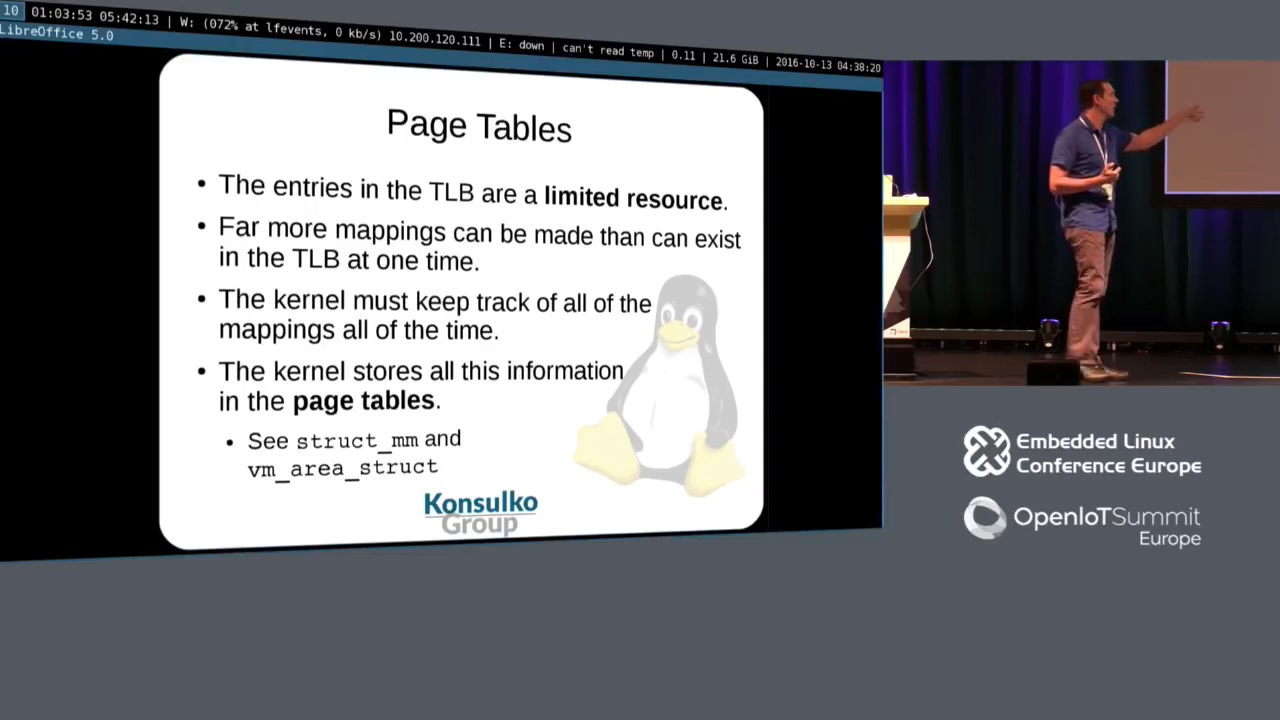 10 01:03:53 05:42:13 | W: (072% at lfevents, 0 kb/s) 10.200.120.111 | E: down | can't read temp | 0.11 | 21.6 GiB | 2016-10-13 04:38:20
LibreOffice 5.0
Page Tables
• The entries in the TLB are a limited resource.
• Far more mappings can be made than can exist
in the TLB at one time.
• The kernel must keep track of all of the
mappings all of the time.
• The kernel stores all this information
in the page tables.
• See struct_mm and
vm_area_struct
Konsulko
Group
Embedded Linux
Conference Europe
OpenIoTSummit
Europe